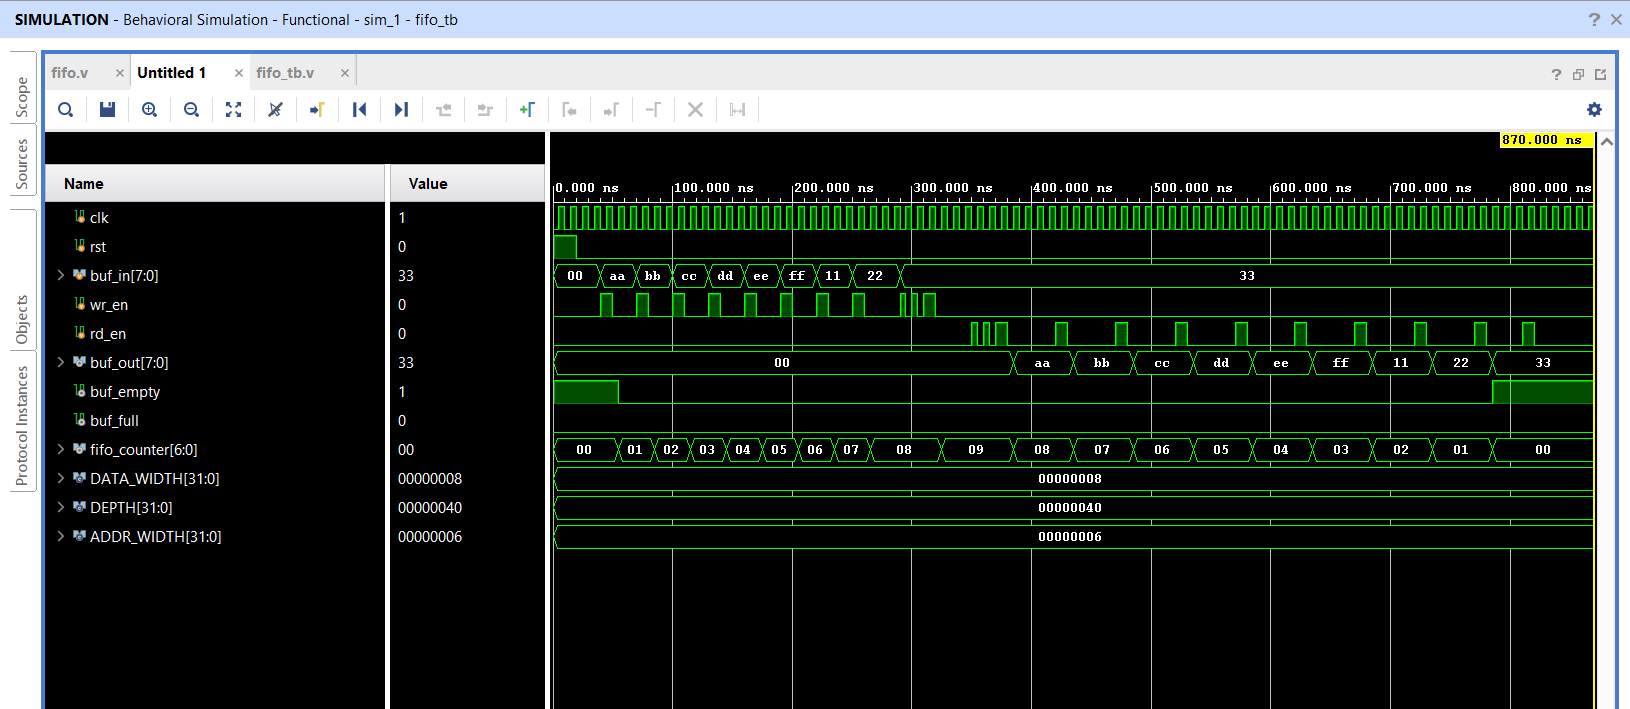 SIMULATION - Behavioral Simulation - Functional - sim_1 - fifo_tb ? ×
Scope
Sources
Objects
Protocol Instances
fifo.v × Untitled 1 × fifo_tb.v × ?
870.000 ns
Name Value
0.000 ns 100.000 ns 200.000 ns 300.000 ns 400.000 ns 500.000 ns 600.000 ns 700.000 ns 800.000 ns
clk 1
rst 0
buf_in[7:0] 33 00 aa bb cc dd ee ff 11 22 33
wr_en 0
rd_en 0
buf_out[7:0] 33 00 aa bb cc dd ee ff 11 22 33
buf_empty 1
buf_full 0
fifo_counter[6:0] 00 00 01 02 03 04 05 06 07 08 09 08 07 06 05 04 03 02 01 00
DATA_WIDTH[31:0] 00000008 00000008
DEPTH[31:0] 00000040 00000040
ADDR_WIDTH[31:0] 00000006 00000006